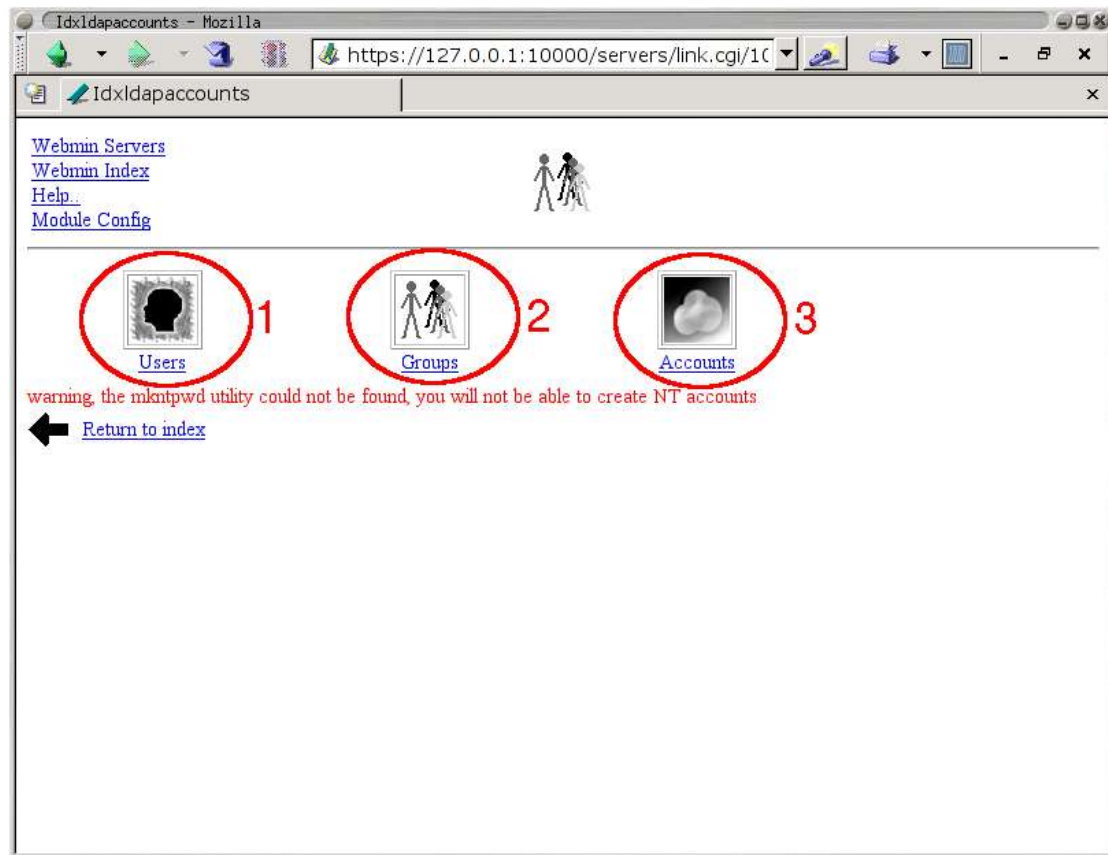 Idxldapaccounts - Mozilla
https://127.0.0.1:10000/servers/link.cgi/1(
Idxldapaccounts
Webmin Servers
Webmin Index
Help..
Module Config
1
2
3
Users
Groups
Accounts
warning, the mkntpwd utility could not be found, you will not be able to create NT accounts
Return to index